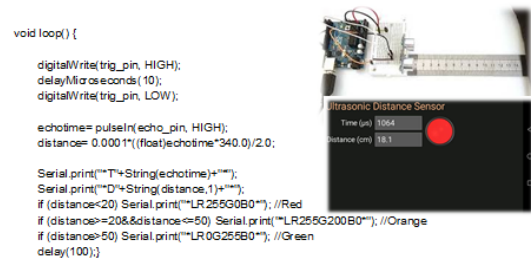 void loop() {
digitalWrite(trig_pin, HIGH);
delayMicroseconds(10);
digitalWrite(trig_pin, LOW);
echotime= pulseIn(echo_pin, HIGH);
distance= 0.0001*((float)echotime*340.0)/2.0;
Serial.print("*T"+String(echotime)+"*");
Serial.print("*D"+String(distance,1)+"*");
if (distance<20) Serial.print("*LR255G0B0*"); //Red
if (distance>=20&&distance<=50) Serial.print("*LR255G200B0*"); //Orange
if (distance>50) Serial.print("*LR0G255B0*"); //Green
delay(100);}
Ultrasonic Distance Sensor
Time (µs) 1064
Distance (cm) 18.1